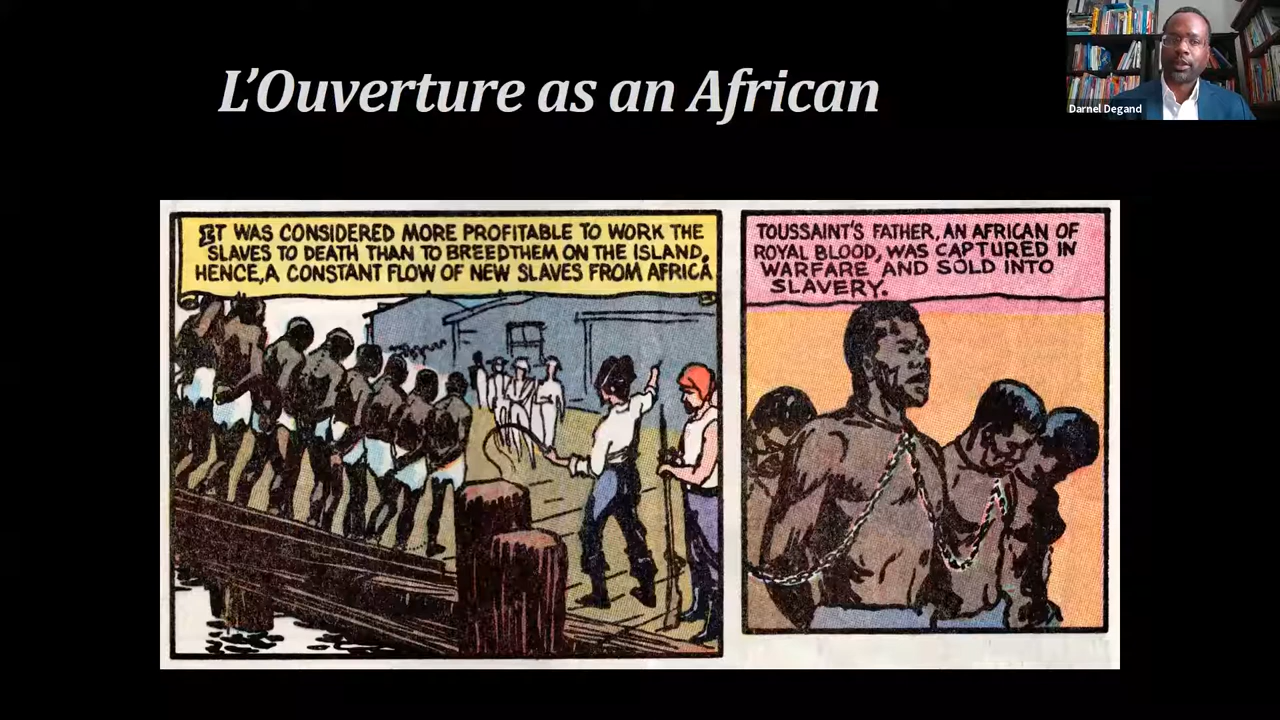 L'Ouverture as an African
Darnel Degand
IT WAS CONSIDERED MORE PROFITABLE TO WORK THE
SLAVES TO DEATH THAN TO BREEDTHEM ON THE ISLAND.
HENCE, A CONSTANT FLOW OF NEW SLAVES FROM AFRICA
TOUSSAINT'S FATHER, AN AFRICAN OF
ROYAL BLOOD, WAS CAPTURED IN
WARFARE AND SOLD INTO
SLAVERY.